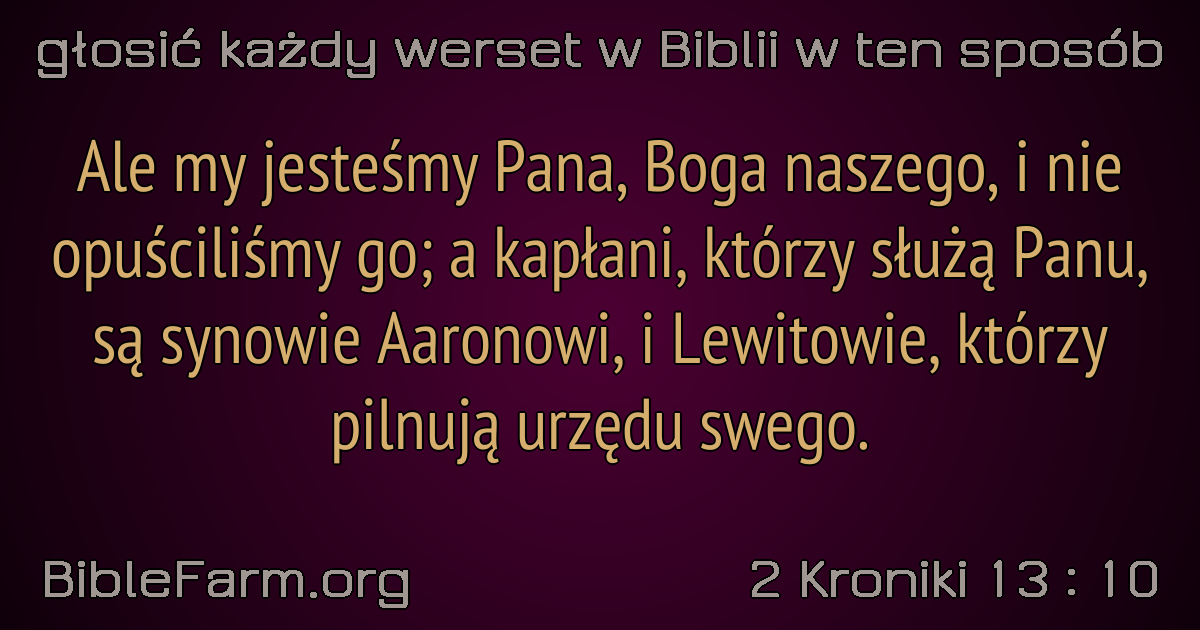 głosić każdy werset w Biblii w ten sposób
Ale my jesteśmy Pana, Boga naszego, i nie
opuściliśmy go; a kapłani, którzy służą Panu,
są synowie Aaronowi, i Lewitowie, którzy
pilnują urzędu swego.
BibleFarm.org
2 Kroniki 13 : 10